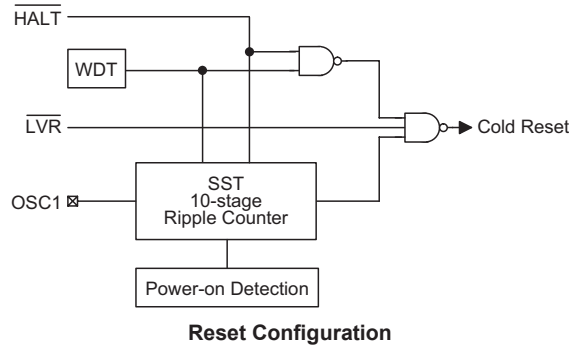 HALT
WDT
LVR
Cold Reset
SST
10-stage
Ripple Counter
OSC1
Power-on Detection
Reset Configuration